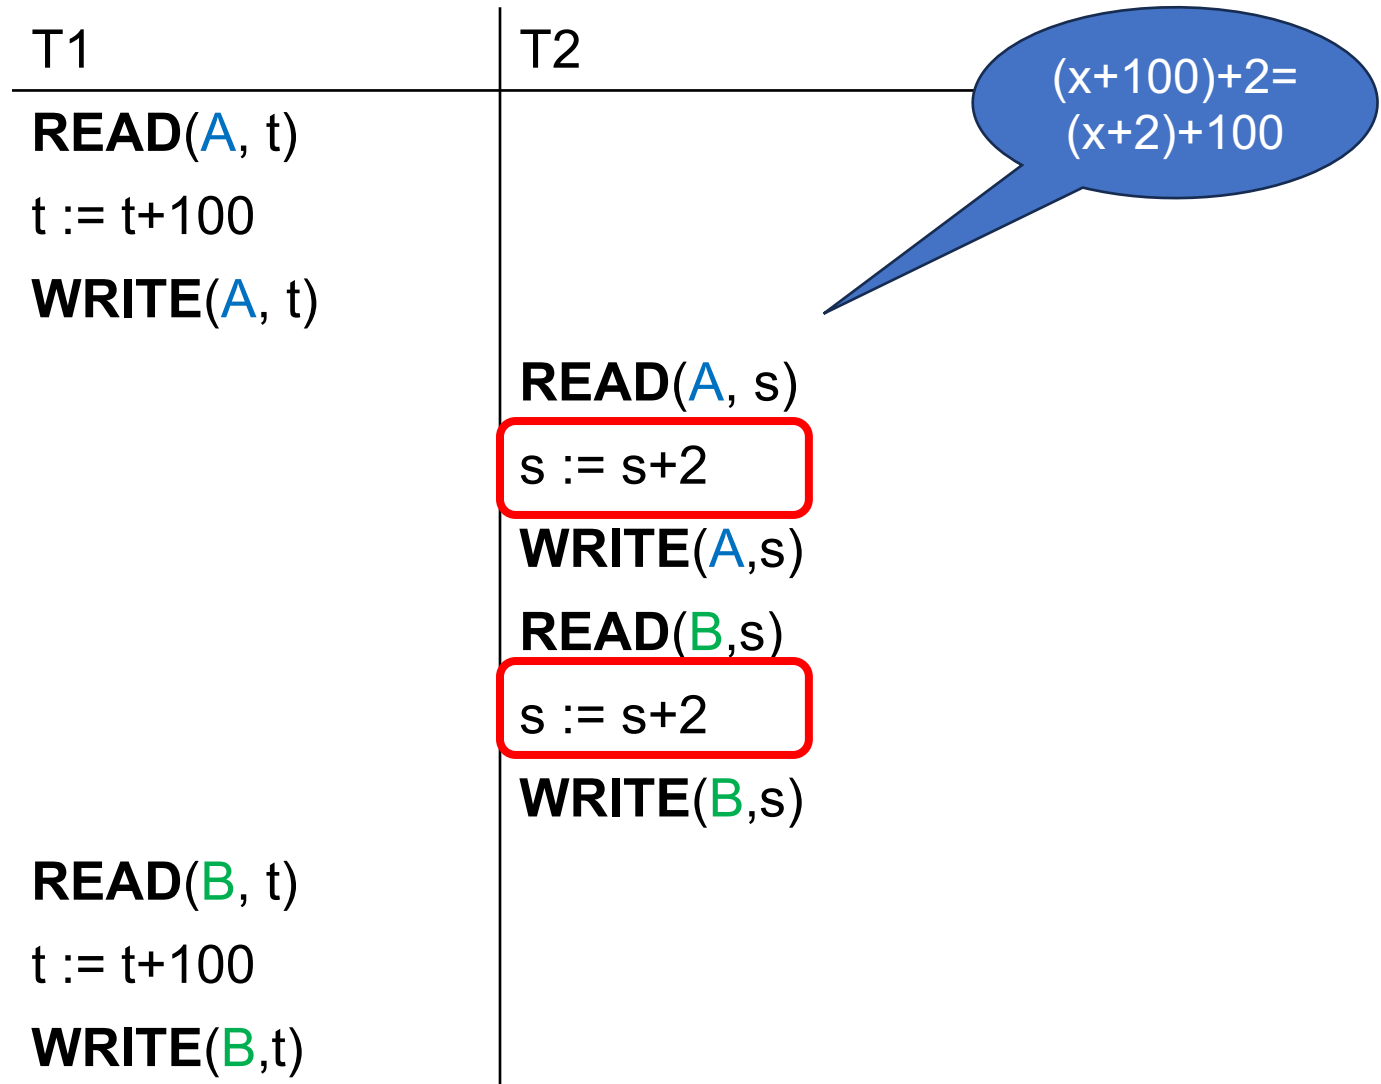 T1
T2
(x+100)+2=
(x+2)+100
READ(A, t)
t := t+100
WRITE(A, t)
READ(A, s)
s := s+2
WRITE(A,s)
READ(B,s)
s := s+2
WRITE(B,s)
READ(B, t)
t := t+100
WRITE(B,t)